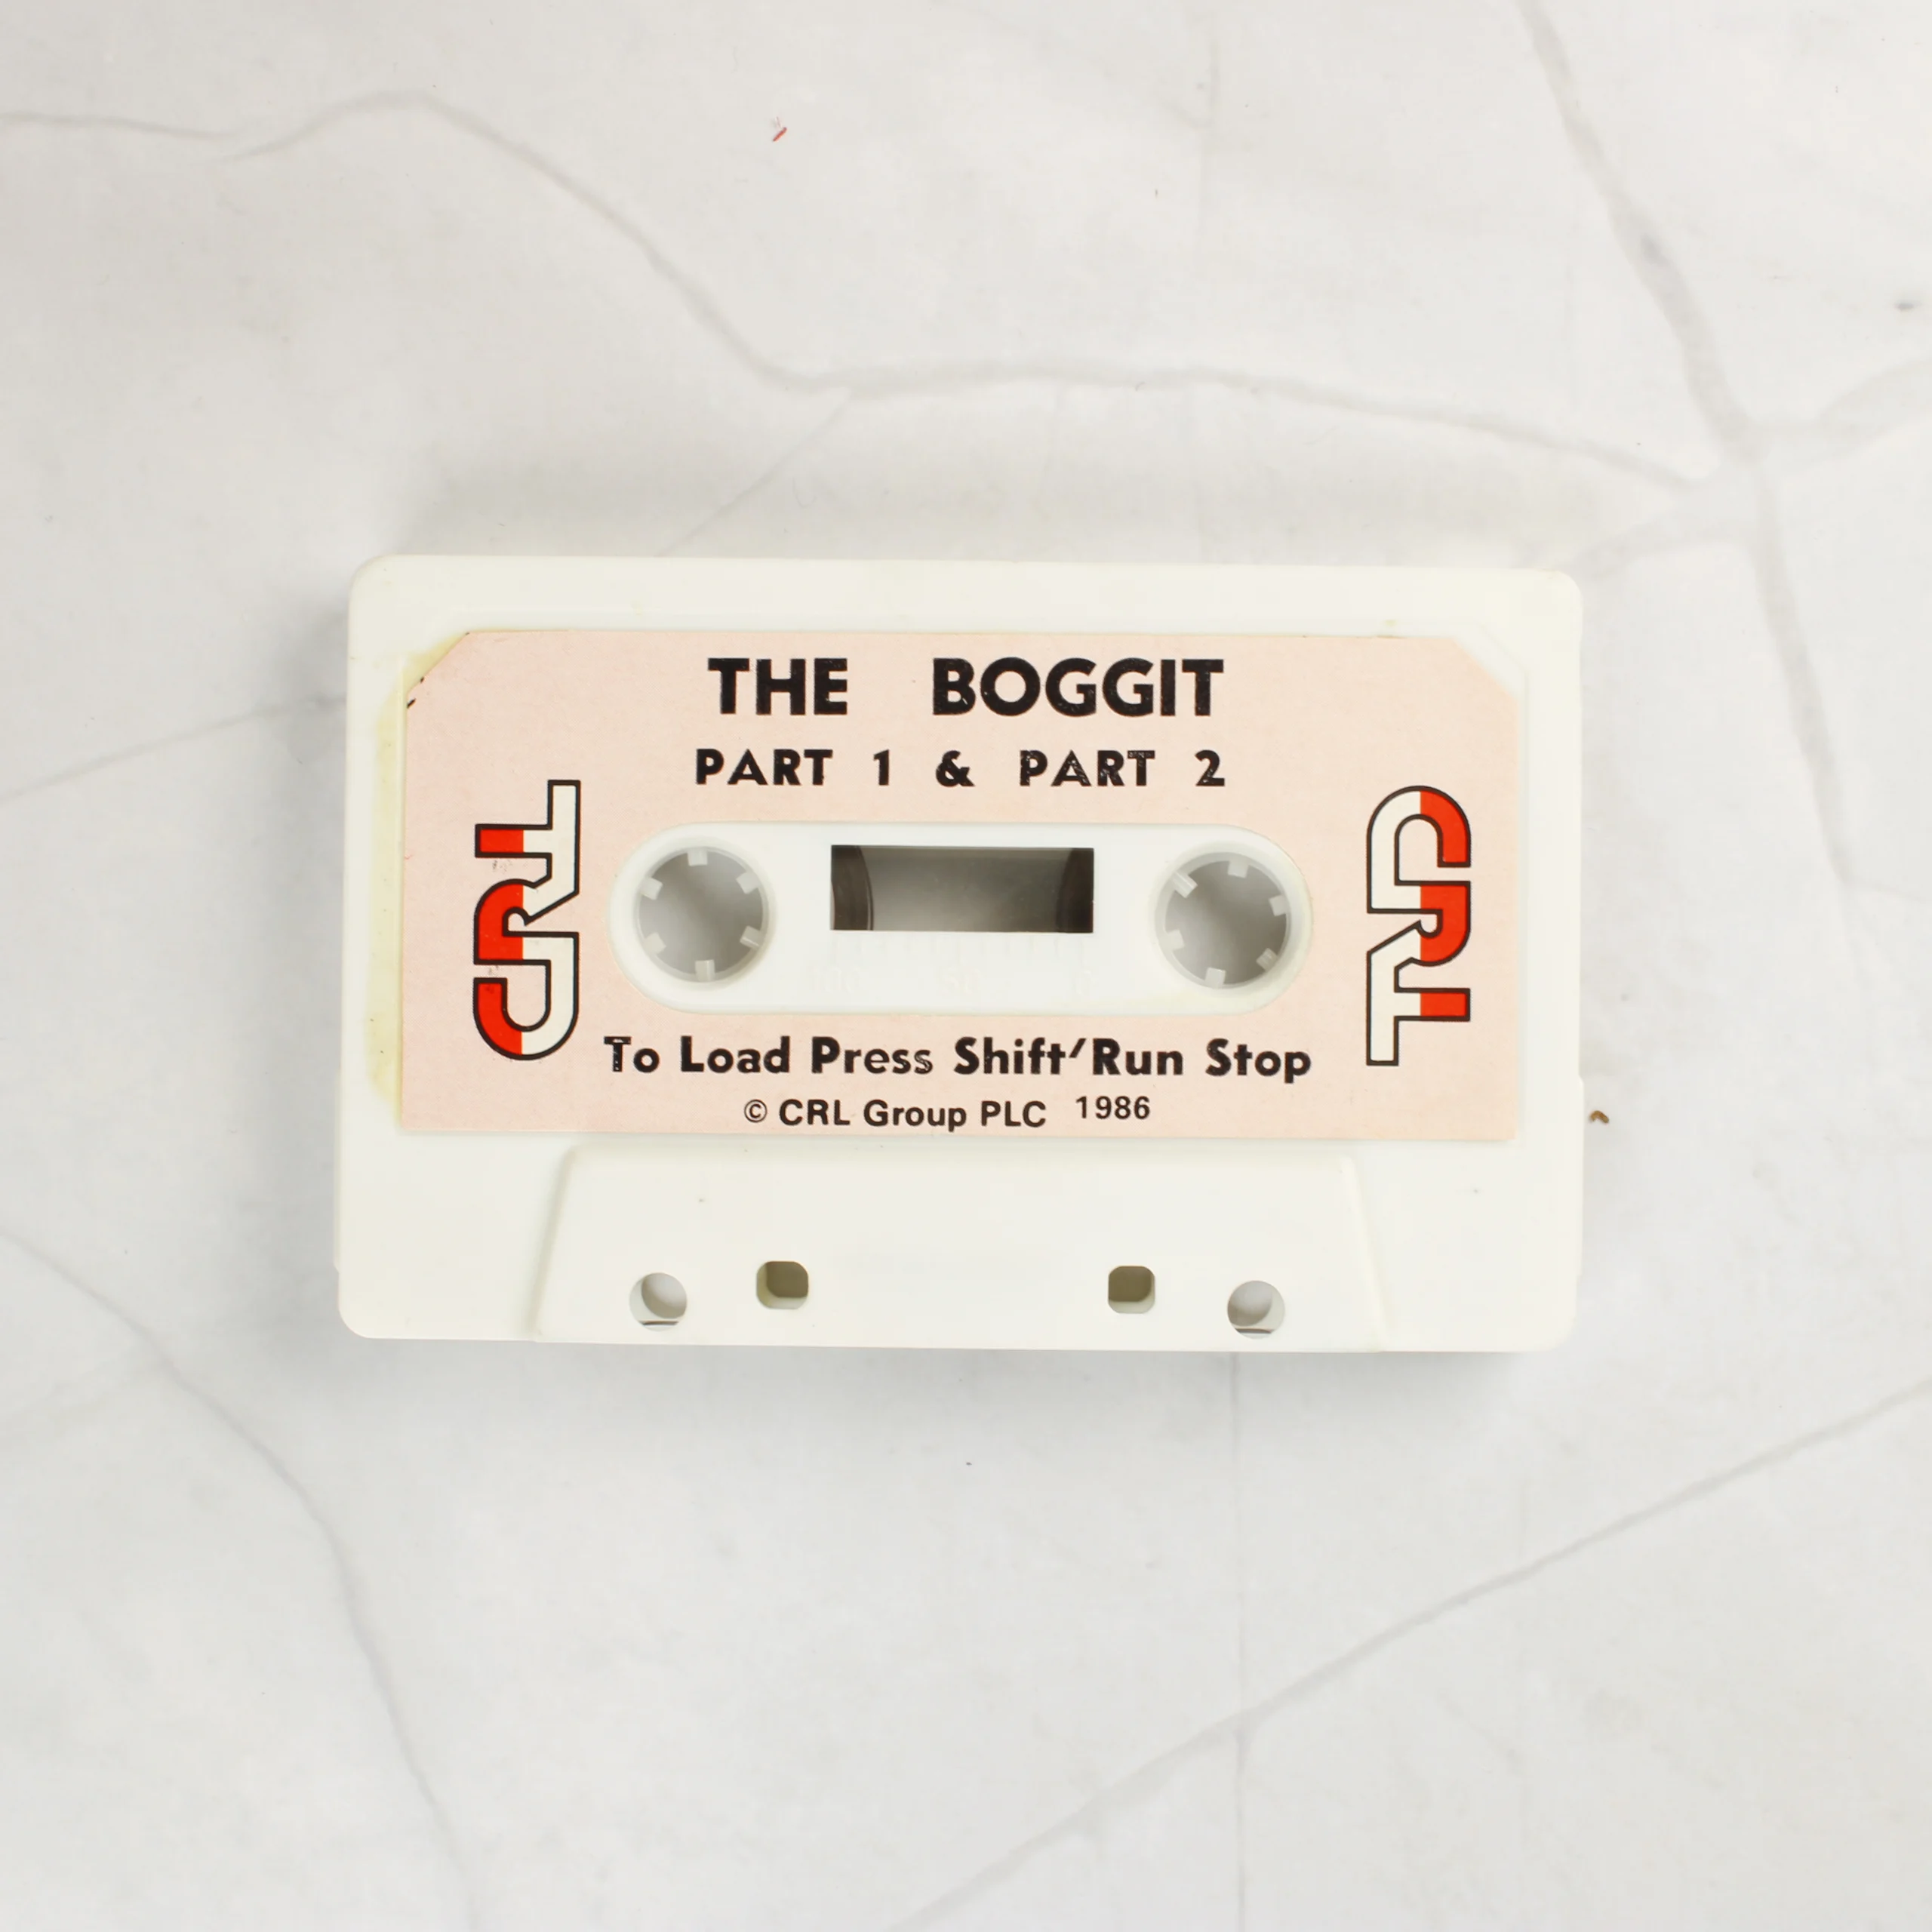 THE BOGGIT
PART 1 & PART 2
CRL
CRL
To Load Press Shift/Run Stop
© CRL Group PLC 1986